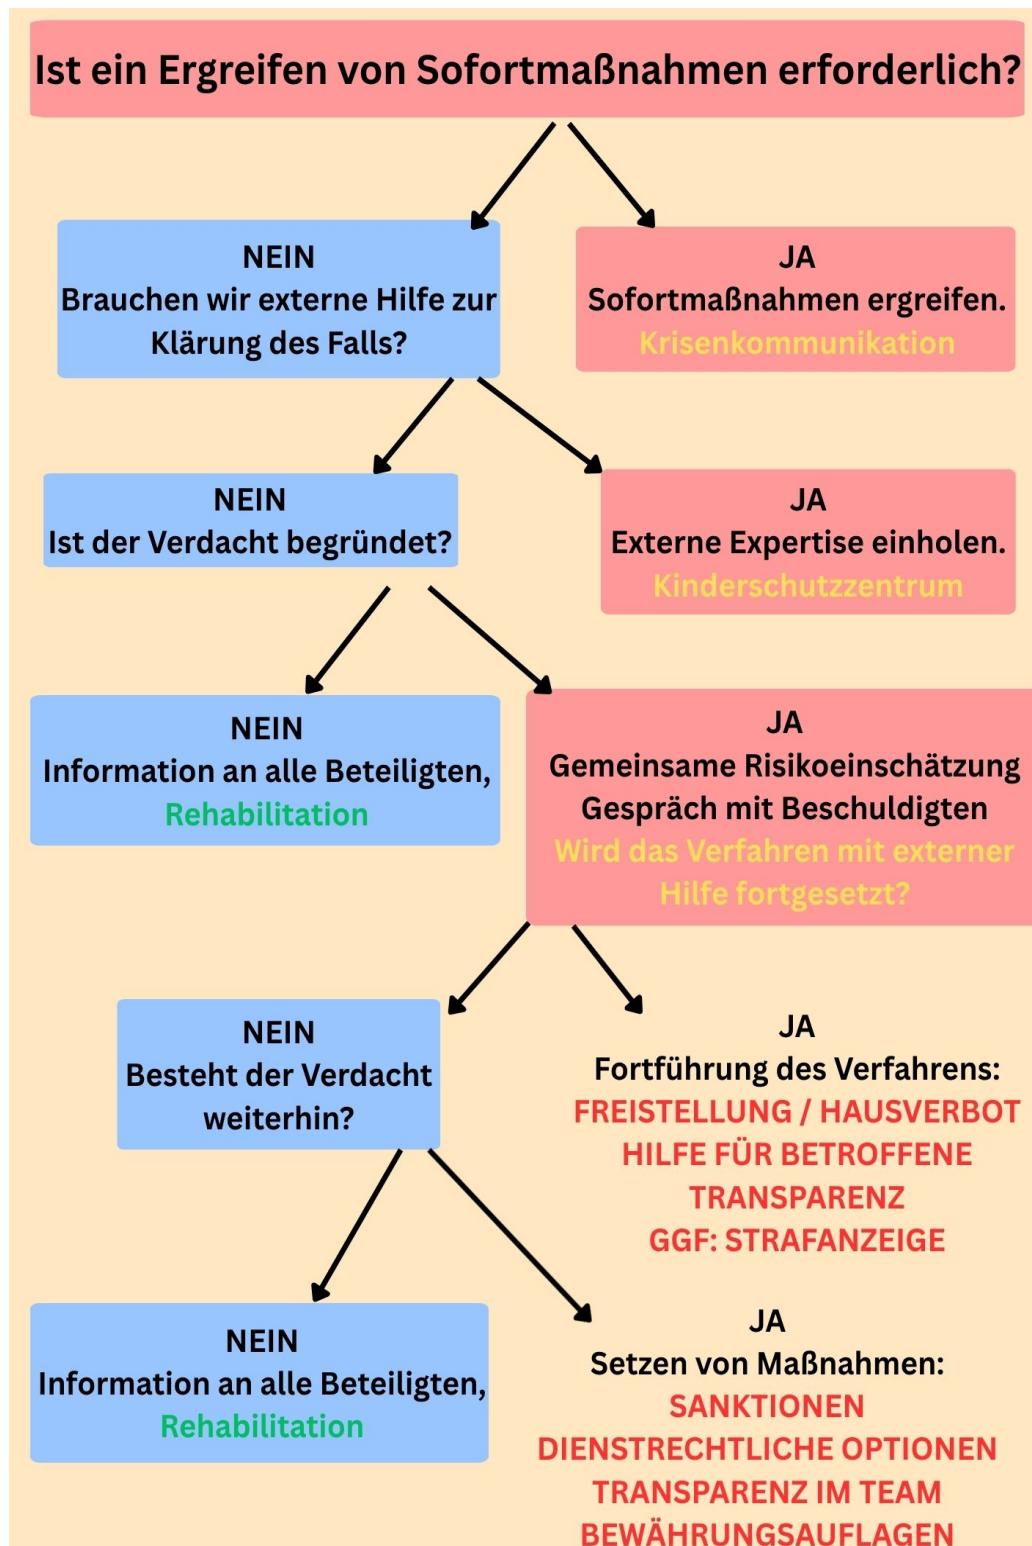 Ist ein Ergreifen von Sofortmaßnahmen erforderlich?
NEIN
Brauchen wir externe Hilfe zur
Klärung des Falls?
JA
Sofortmaßnahmen ergreifen.
Krisenkommunikation
NEIN
Ist der Verdacht begründet?
JA
Externe Expertise einholen.
Kinderschutzzentrum
NEIN
Information an alle Beteiligten,
Rehabilitation
JA
Gemeinsame Risikoeinschätzung
Gespräch mit Beschuldigten
Wird das Verfahren mit externer
Hilfe fortgesetzt?
NEIN
Besteht der Verdacht
weiterhin?
JA
Fortführung des Verfahrens:
FREISTELLUNG / HAUSVERBOT
HILFE FÜR BETROFFENE
TRANSPARENZ
GGF: STRAFANZEIGE
NEIN
Information an alle Beteiligten,
Rehabilitation
JA
Setzen von Maßnahmen:
SANKTIONEN
DIENSTRECHTLICHE OPTIONEN
TRANSPARENZ IM TEAM
BEWÄHRUNGSAUFLAGEN